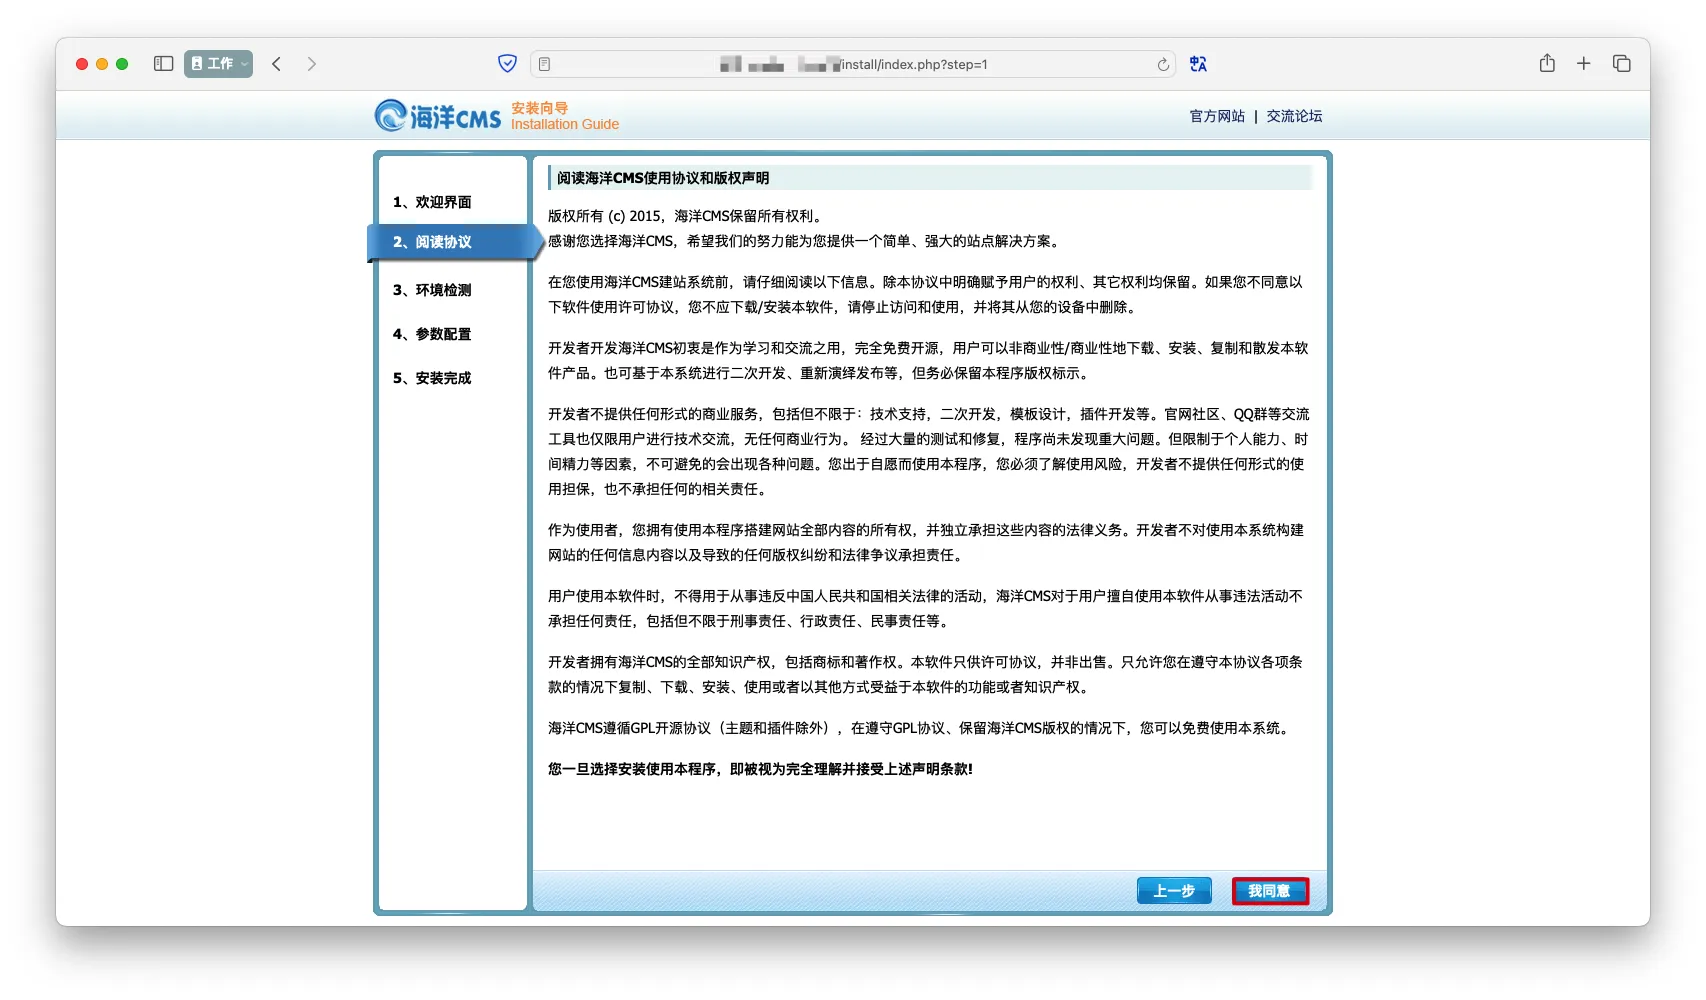 工作
/install/index.php?step=1
海洋CMS
安装向导
Installation Guide
官方网站 | 交流论坛
1、欢迎界面
2、阅读协议
3、环境检测
4、参数配置
5、安装完成
阅读海洋CMS使用协议和版权声明
版权所有 (c) 2015，海洋CMS保留所有权利。
感谢您选择海洋CMS，希望我们的努力能为您提供一个简单、强大的站点解决方案。
在您使用海洋CMS建站系统前，请仔细阅读以下信息。除本协议中明确赋予用户的权利、其它权利均保留。如果您不同意以
下软件使用许可协议，您不应下载/安装本软件，请停止访问和使用，并将其从您的设备中删除。
开发者开发海洋CMS初衷是作为学习和交流之用，完全免费开源，用户可以非商业性/商业性地下载、安装、复制和散发本软
件产品。也可基于本系统进行二次开发、重新演绎发布等，但务必保留本程序版权标示。
开发者不提供任何形式的商业服务，包括但不限于：技术支持，二次开发，模板设计，插件开发等。官网社区、QQ群等交流
工具也仅限用户进行技术交流，无任何商业行为。 经过大量的测试和修复，程序尚未发现重大问题。但限制于个人能力、时
间精力等因素，不可避免的会出现各种问题。您出于自愿而使用本程序，您必须了解使用风险，开发者不提供任何形式的使
用担保，也不承担任何的相关责任。
作为使用者，您拥有使用本程序搭建网站全部内容的所有权，并独立承担这些内容的法律义务。开发者不对使用本系统构建
网站的任何信息内容以及导致的任何版权纠纷和法律争议承担责任。
用户使用本软件时，不得用于从事违反中国人民共和国相关法律的活动，海洋CMS对于用户擅自使用本软件从事违法活动不
承担任何责任，包括但不限于刑事责任、行政责任、民事责任等。
开发者拥有海洋CMS的全部知识产权，包括商标和著作权。本软件只供许可协议，并非出售。只允许您在遵守本协议各项条
款的情况下复制、下载、安装、使用或者以其他方式受益于本软件的功能或者知识产权。
海洋CMS遵循GPL开源协议（主题和插件除外），在遵守GPL协议、保留海洋CMS版权的情况下，您可以免费使用本系统。
您一旦选择安装使用本程序，即被视为完全理解并接受上述声明条款!
上一步
我同意